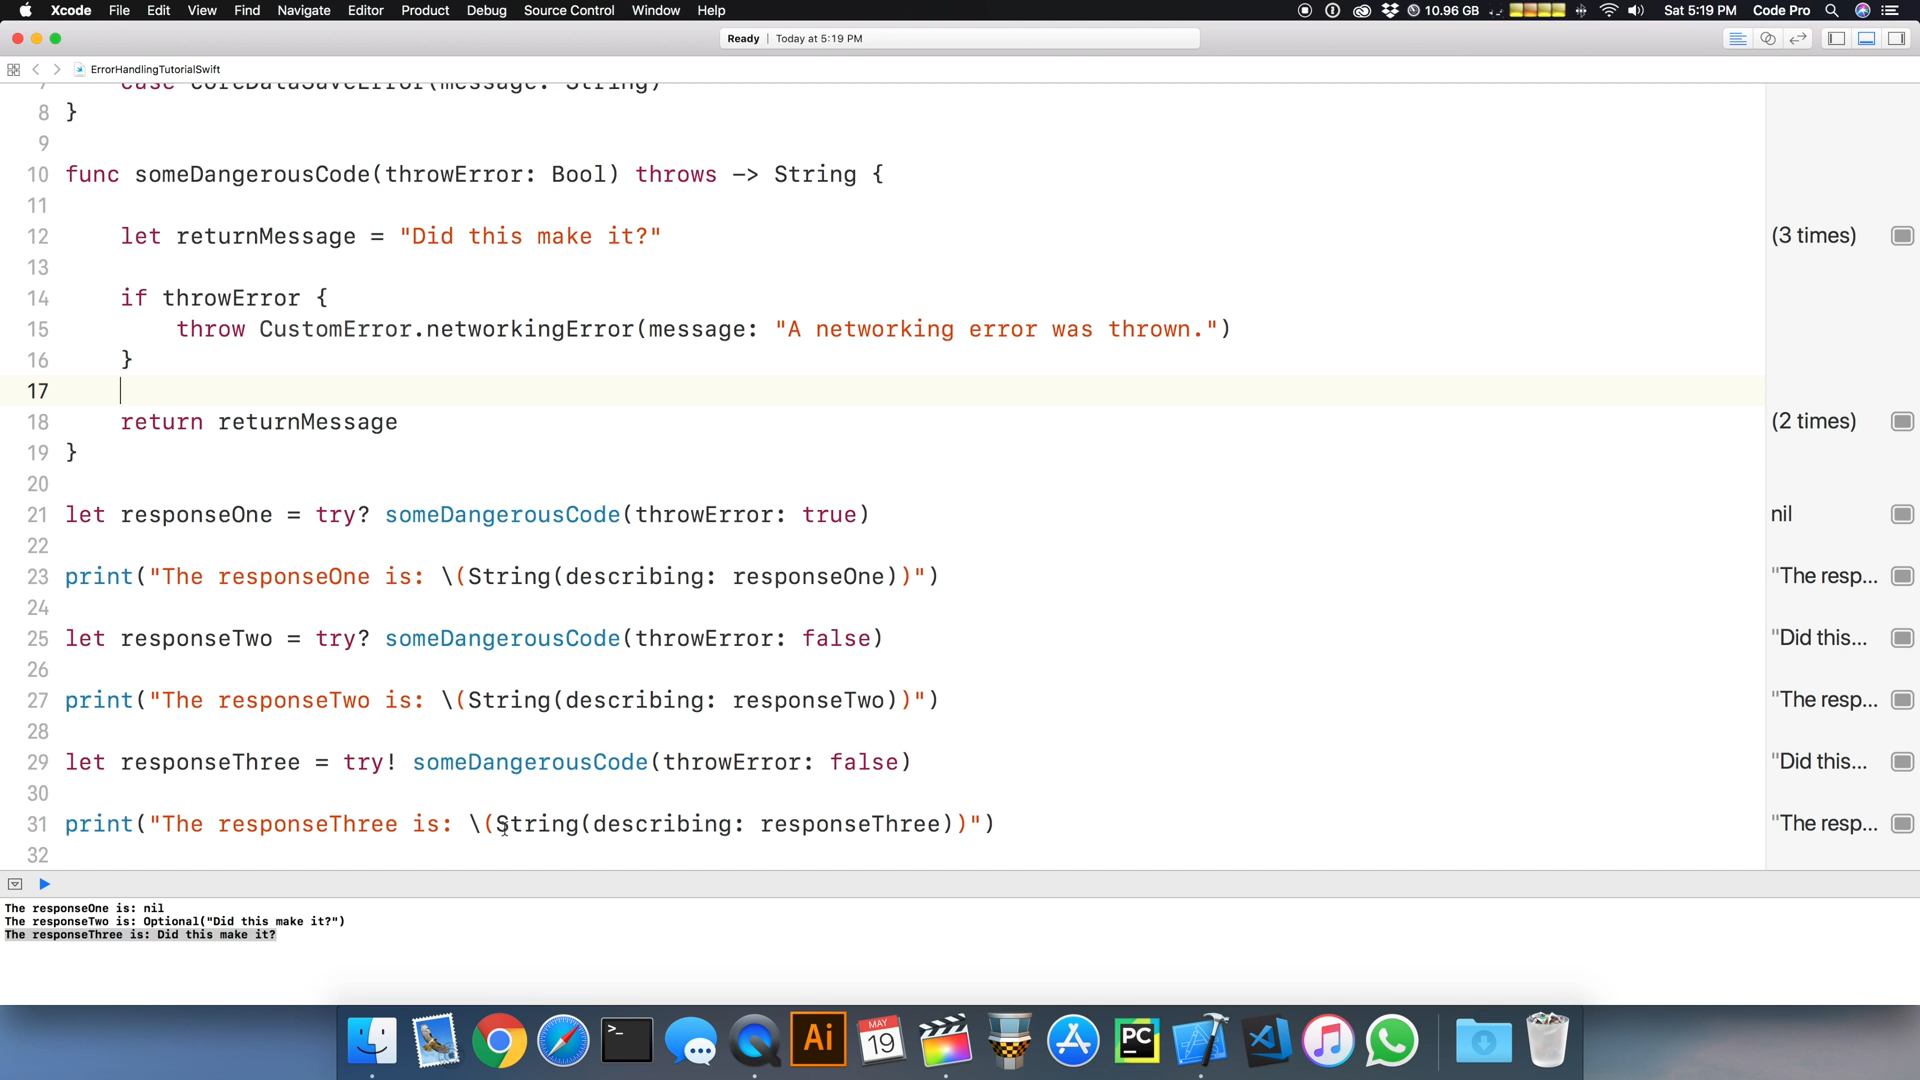 Xcode File Edit View Find Navigate Editor Product Debug Source Control Window Help 10.96 GB Sat 5:19 PM Code Pro
Ready | Today at 5:19 PM
ErrorHandlingTutorialSwift
7 case coreDataSaveError(message: String)
8 }
9
10 func someDangerousCode(throwError: Bool) throws -> String {
11
12 let returnMessage = "Did this make it?" (3 times)
13
14 if throwError {
15 throw CustomError.networkingError(message: "A networking error was thrown.")
16 }
17
18 return returnMessage (2 times)
19 }
20
21 let responseOne = try? someDangerousCode(throwError: true) nil
22
23 print("The responseOne is: \(String(describing: responseOne))") "The resp...
24
25 let responseTwo = try? someDangerousCode(throwError: false) "Did this...
26
27 print("The responseTwo is: \(String(describing: responseTwo))") "The resp...
28
29 let responseThree = try! someDangerousCode(throwError: false) "Did this...
30
31 print("The responseThree is: \(String(describing: responseThree))") "The resp...
32
The responseOne is: nil
The responseTwo is: Optional("Did this make it?")
The responseThree is: Did this make it?
>_ Ai MAY 19 PC